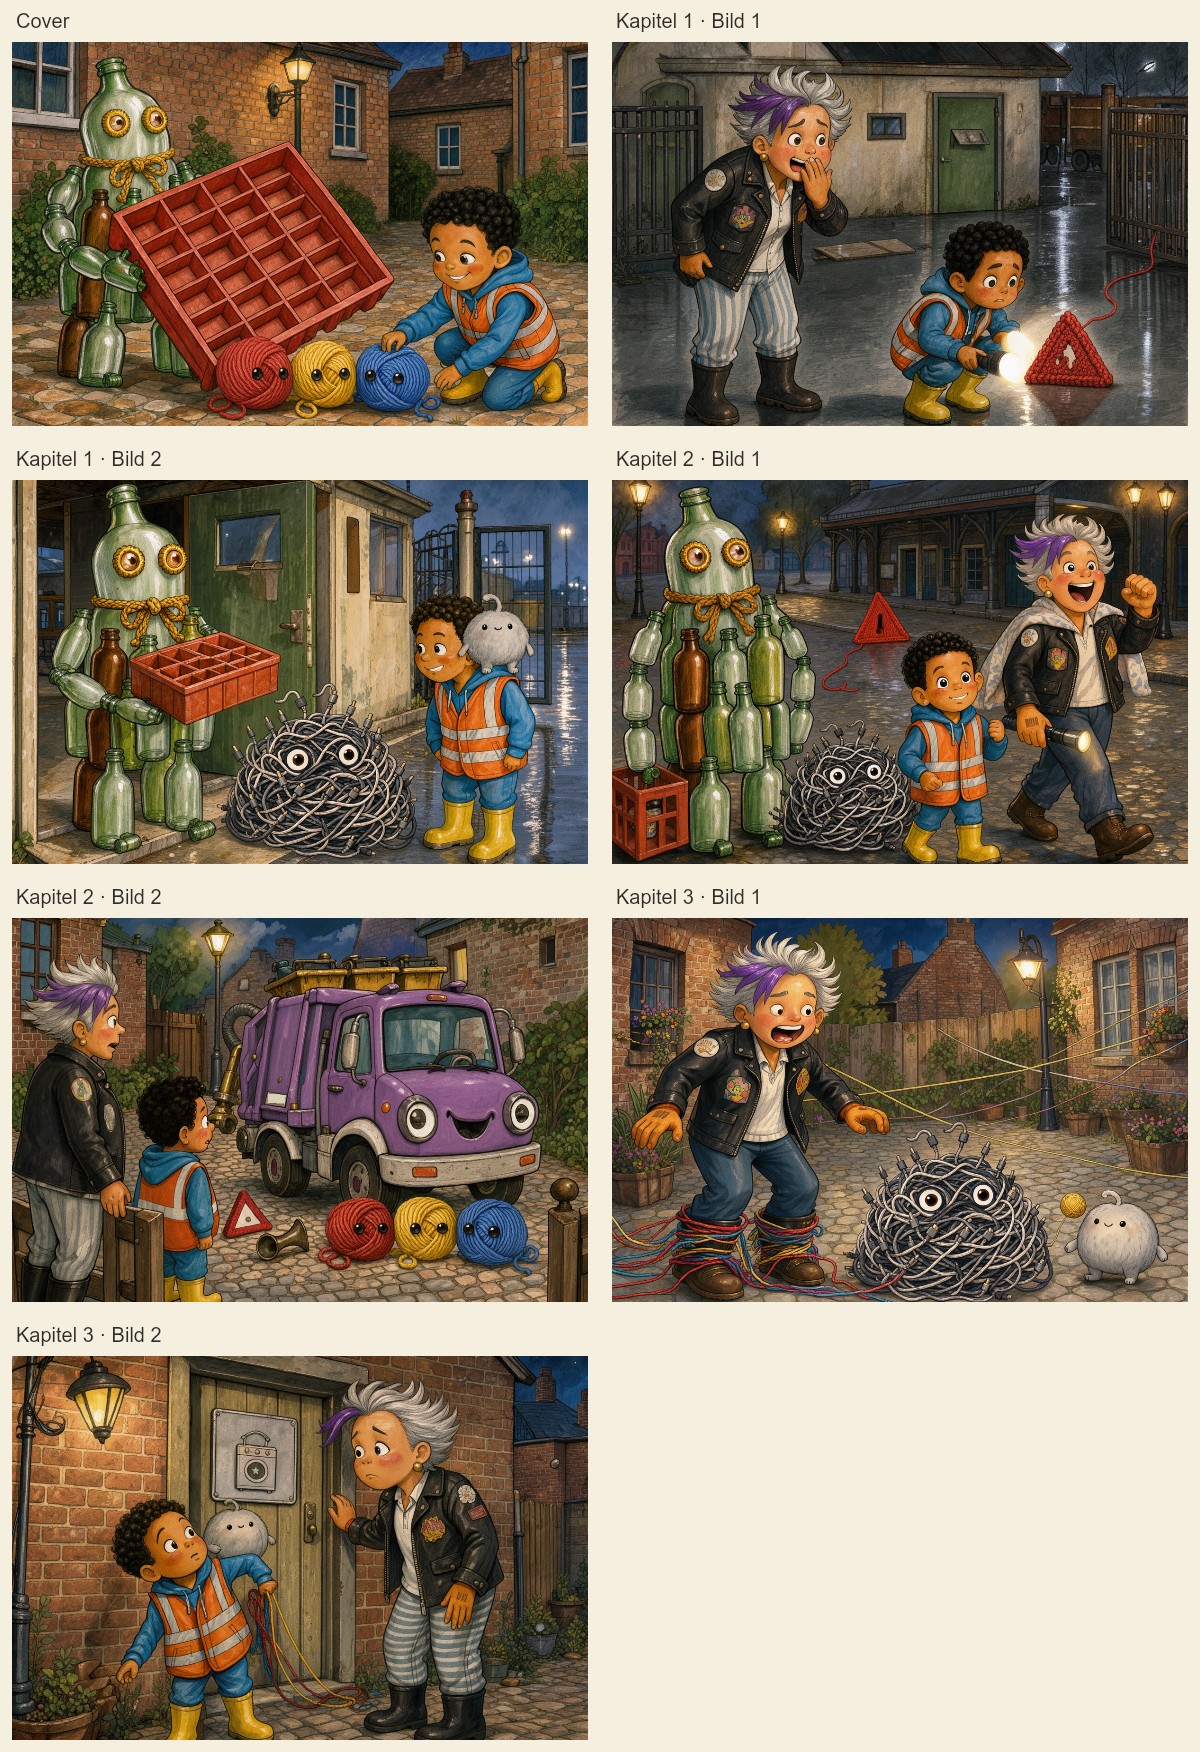 Cover
Kapitel 1 · Bild 1
Kapitel 1 · Bild 2
Kapitel 2 · Bild 1
Kapitel 2 · Bild 2
Kapitel 3 · Bild 1
Kapitel 3 · Bild 2